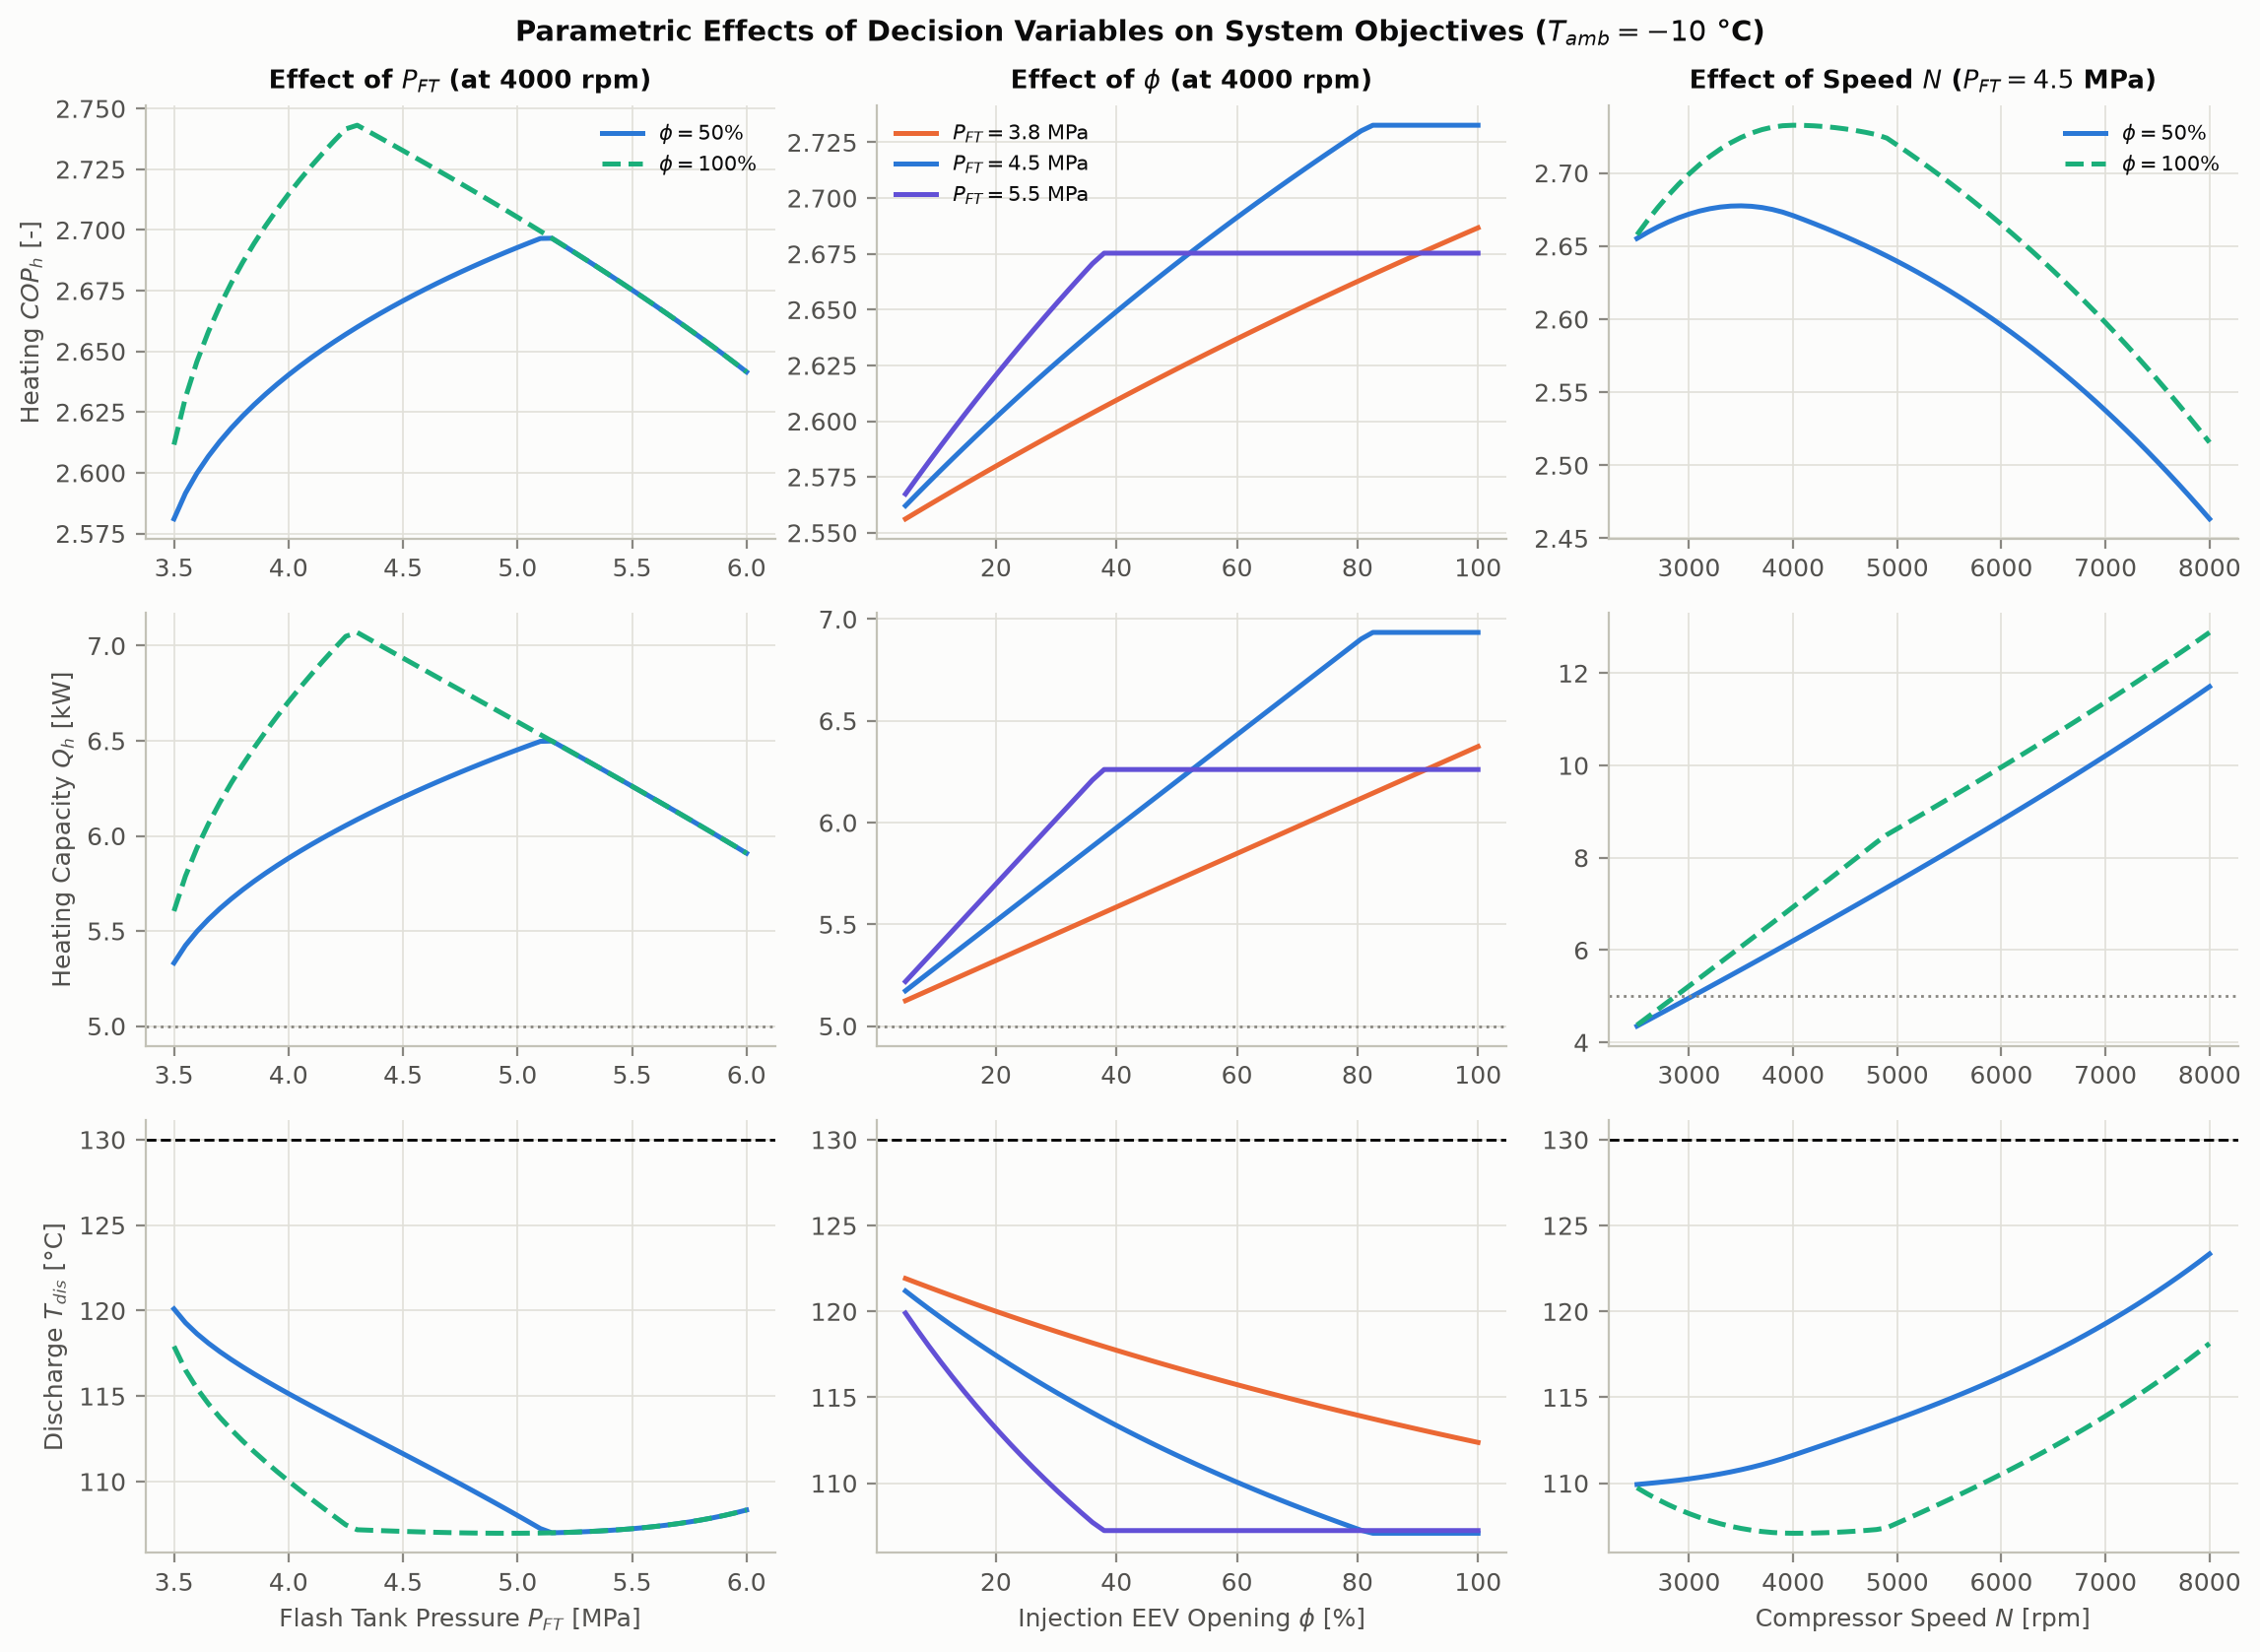 Parametric Effects of Decision Variables on System Objectives (T_amb = −10 °C)
Effect of P_FT (at 4000 rpm)
2.750
2.725
2.700
2.675
2.650
2.625
2.600
2.575
Heating COP_h [-]
ϕ = 50%
ϕ = 100%
3.5 4.0 4.5 5.0 5.5 6.0
Effect of ϕ (at 4000 rpm)
2.725
2.700
2.675
2.650
2.625
2.600
2.575
2.550
P_FT = 3.8 MPa
P_FT = 4.5 MPa
P_FT = 5.5 MPa
20 40 60 80 100
Effect of Speed N (P_FT = 4.5 MPa)
2.70
2.65
2.60
2.55
2.50
2.45
ϕ = 50%
ϕ = 100%
3000 4000 5000 6000 7000 8000
7.0
6.5
6.0
5.5
5.0
Heating Capacity Q_h [kW]
3.5 4.0 4.5 5.0 5.5 6.0
7.0
6.5
6.0
5.5
5.0
20 40 60 80 100
12
10
8
6
4
3000 4000 5000 6000 7000 8000
130
125
120
115
110
Discharge T_dis [°C]
3.5 4.0 4.5 5.0 5.5 6.0
Flash Tank Pressure P_FT [MPa]
130
125
120
115
110
20 40 60 80 100
Injection EEV Opening ϕ [%]
130
125
120
115
110
3000 4000 5000 6000 7000 8000
Compressor Speed N [rpm]